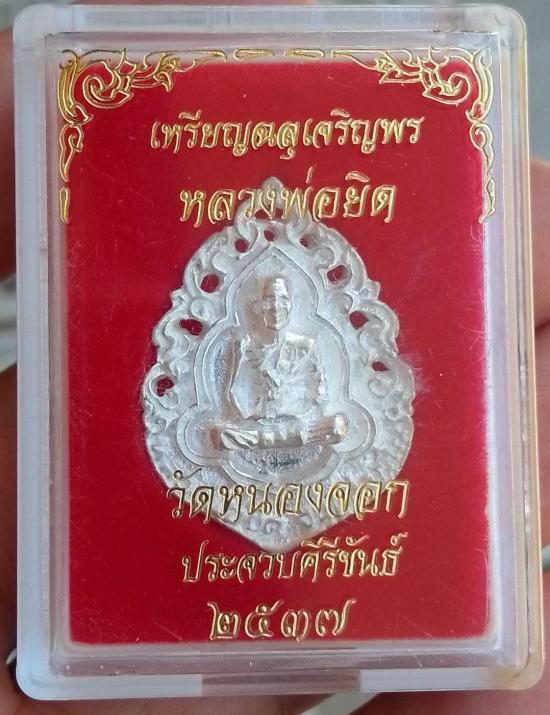 เหรียญฉลุเจริญพร
หลวงพ่อยิด
วัดหนองจอก
ประจวบคีรีขันธ์
๒๕๓๗